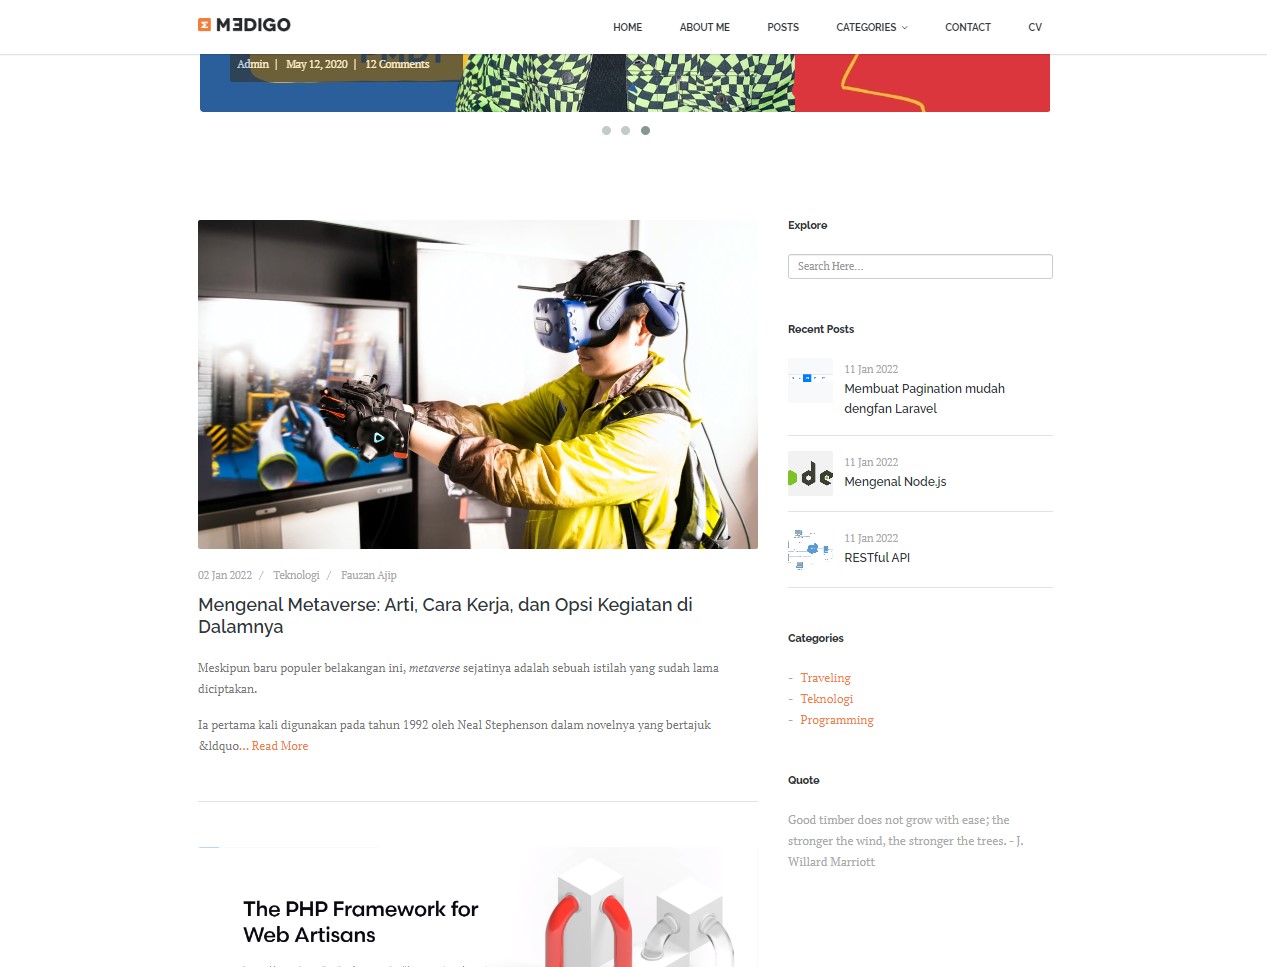 MEDIGO
HOME
ABOUT ME
POSTS
CATEGORIES
CONTACT
CV
Admin | May 12, 2020 | 12 Comments
02 Jan 2022 / Teknologi / Fauzan Ajip
Mengenal Metaverse: Arti, Cara Kerja, dan Opsi Kegiatan di
Dalamnya
Meskipun baru populer belakangan ini, metaverse sejatinya adalah sebuah istilah yang sudah lama
diciptakan.
Ia pertama kali digunakan pada tahun 1992 oleh Neal Stephenson dalam novelnya yang bertajuk
&ldquo... Read More
The PHP Framework for
Web Artisans
Explore
Search Here...
Recent Posts
11 Jan 2022
Membuat Pagination mudah
dengfan Laravel
11 Jan 2022
Mengenal Node.js
11 Jan 2022
RESTful API
Categories
- Traveling
- Teknologi
- Programming
Quote
Good timber does not grow with ease; the
stronger the wind, the stronger the trees. - J.
Willard Marriott